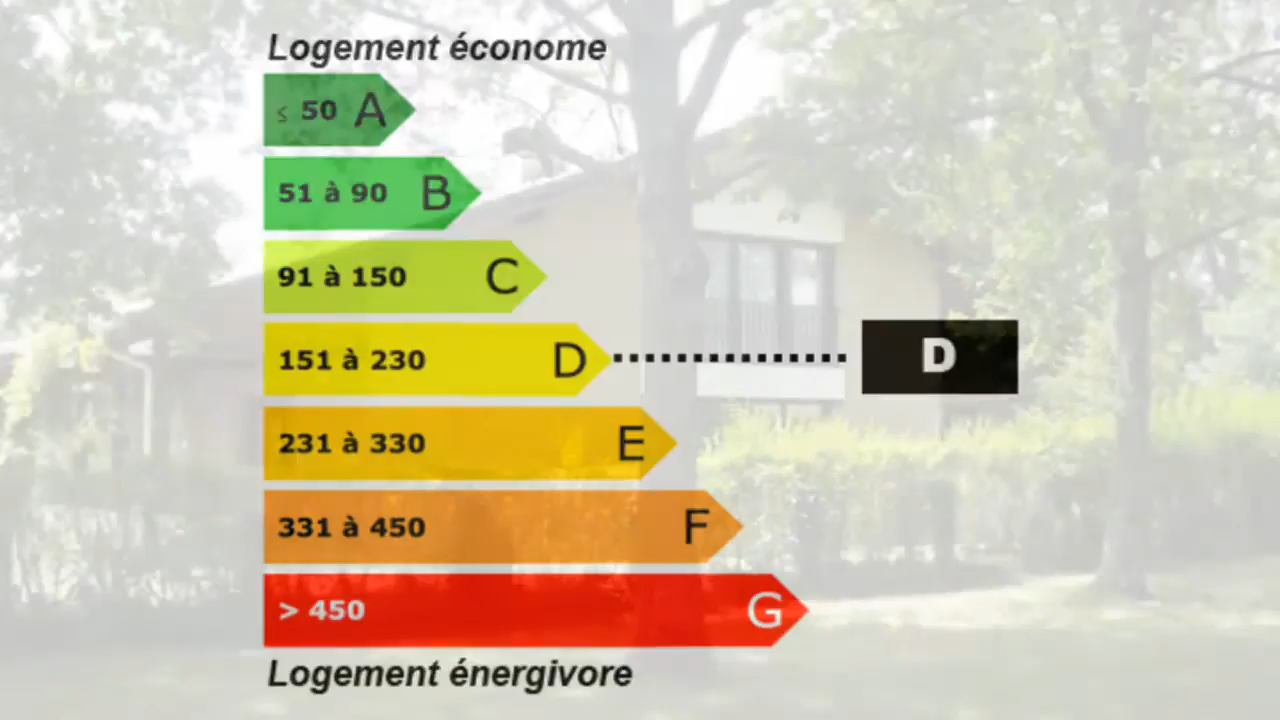 Logement économe
≤ 50 A
51 à 90 B
91 à 150 C
151 à 230 D
D
231 à 330 E
331 à 450 F
> 450 G
Logement énergivore